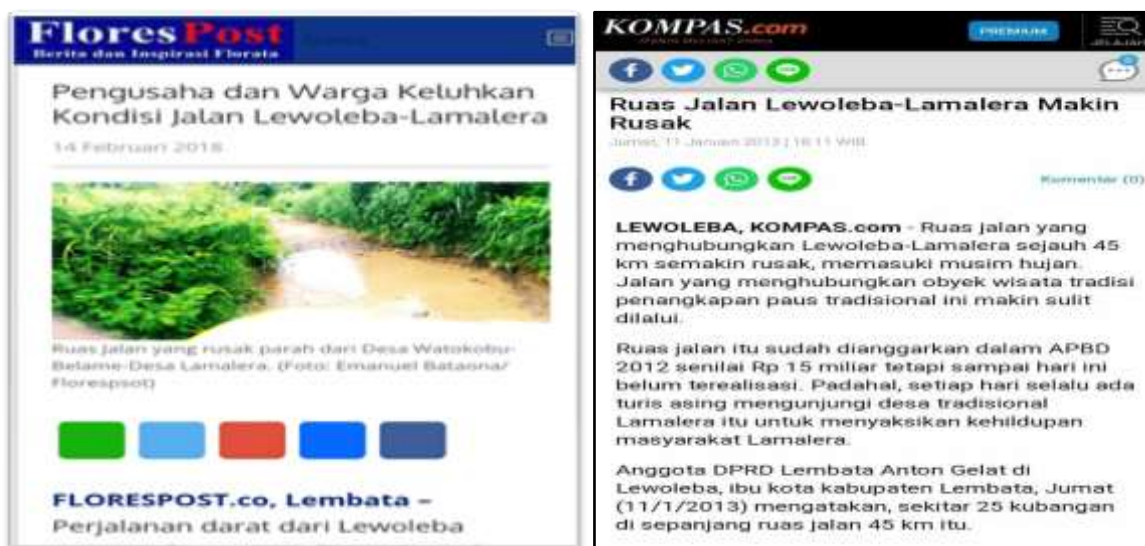 FloresPost
Berita dan Inspirasi Florata
Pengusaha dan Warga Keluhkan
Kondisi Jalan Lewoleba-Lamalera
14 Februari 2018
Ruas jalan yang rusak parah dari Desa Watokobu-
Belame-Desa Lamalera. (Foto: Emanuel Bataona/
Florespsot)
FLORESPOST.co, Lembata –
Perjalanan darat dari Lewoleba
KOMPAS.com
PREMIUM
JELAJAH
Ruas Jalan Lewoleba-Lamalera Makin
Rusak
Jumat, 11 Januari 2013 | 16:11 WIB
Komentar (0)
LEWOLEBA, KOMPAS.com - Ruas jalan yang
menghubungkan Lewoleba-Lamalera sejauh 45
km semakin rusak, memasuki musim hujan.
Jalan yang menghubungkan obyek wisata tradisi
penangkapan paus tradisional ini makin sulit
dilalui.
Ruas jalan itu sudah dianggarkan dalam APBD
2012 senilai Rp 15 miliar tetapi sampai hari ini
belum terealisasi. Padahal, setiap hari selalu ada
turis asing mengunjungi desa tradisional
Lamalera itu untuk menyaksikan kehildupan
masyarakat Lamalera.
Anggota DPRD Lembata Anton Gelat di
Lewoleba, ibu kota kabupaten Lembata, Jumat
(11/1/2013) mengatakan, sekitar 25 kubangan
di sepanjang ruas jalan 45 km itu.